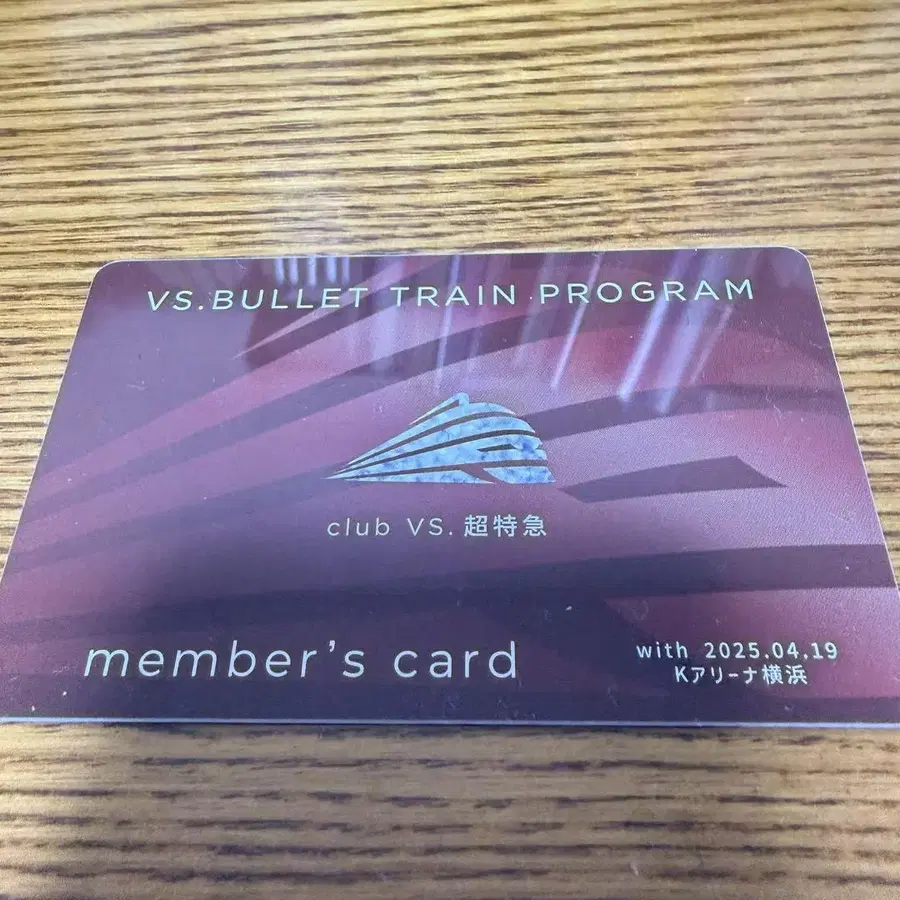 VS.BULLET TRAIN PROGRAM
club VS. 超特急
member's card
with 2025.04.19
Kアリーナ横浜